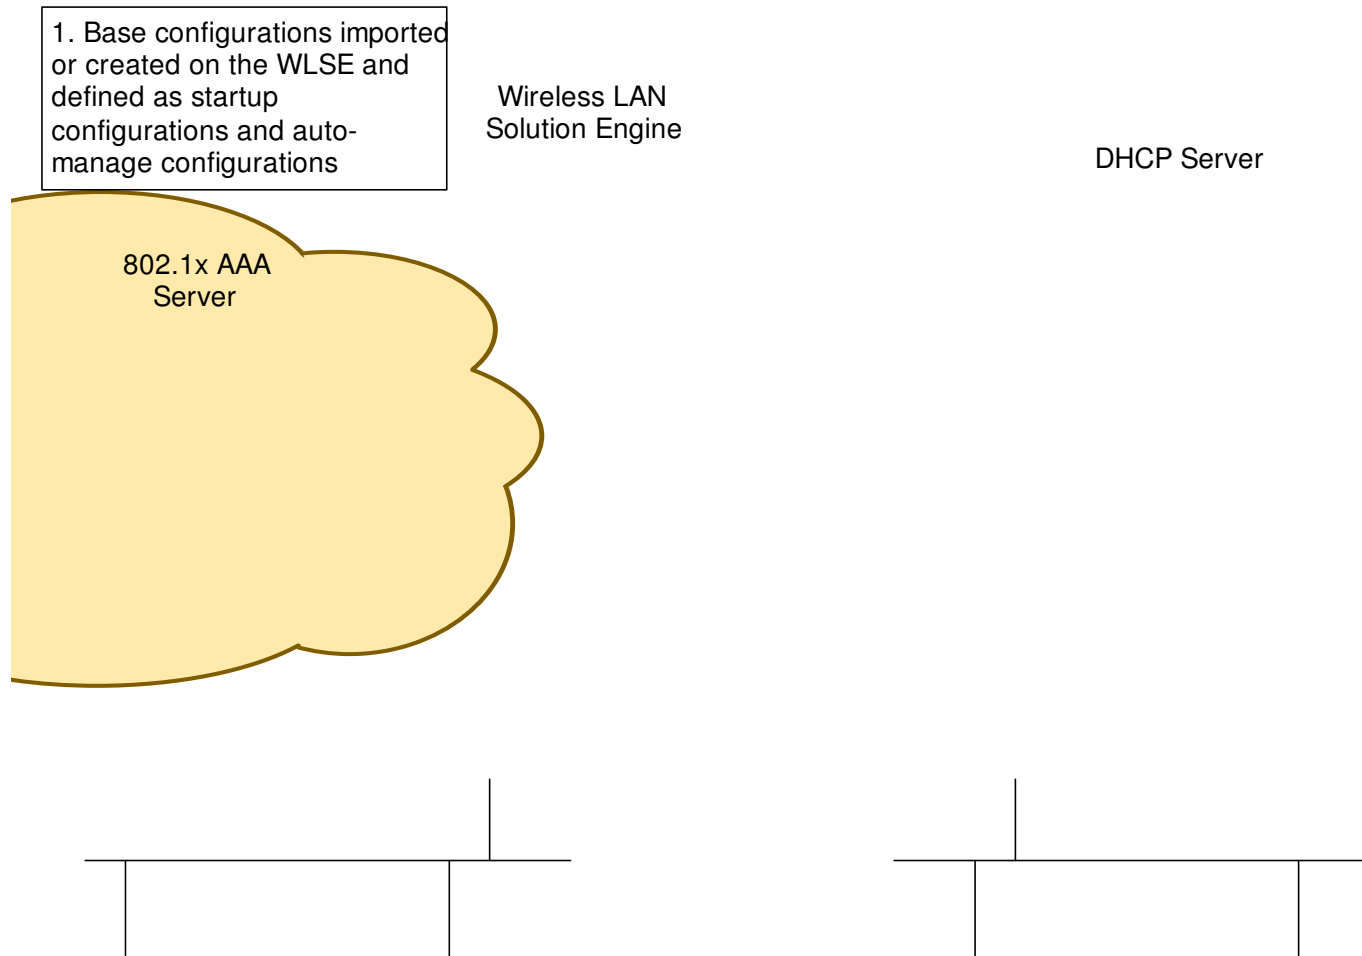 1. Base configurations imported
or created on the WLSE and
defined as startup
configurations and auto-
manage configurations
Wireless LAN
Solution Engine
DHCP Server
802.1x AAA
Server